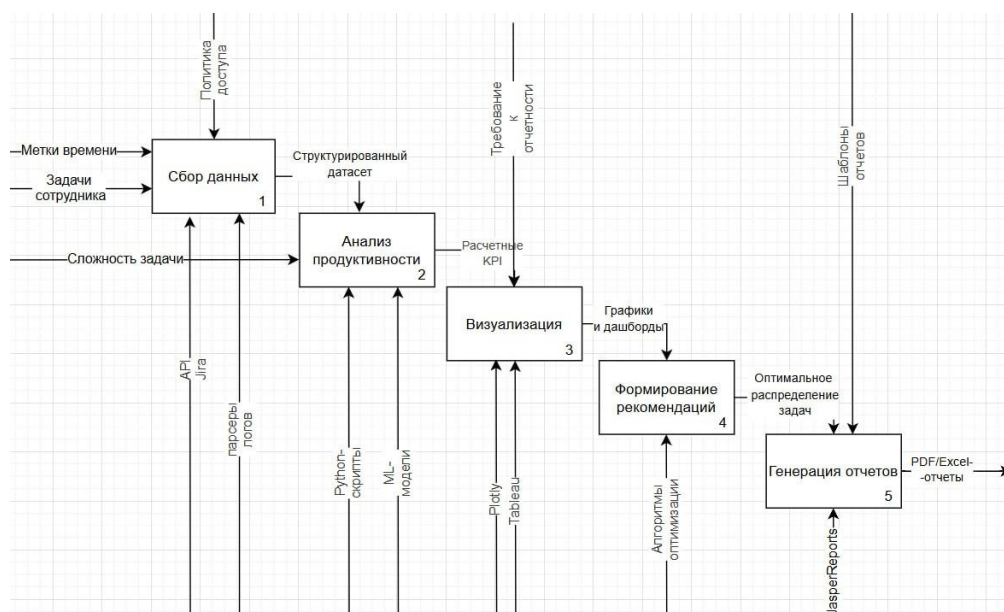 Политика
доступа
Требование
к
отчетности
Шаблоны
отчетов
Метки времени
Задачи
сотрудника
Сбор данных
1
Структурированный
датасет
Сложность задачи
Анализ
продуктивности
2
Расчетные
KPI
Визуализация
3
Графики
и дашборды
API
Jira
парсеры
логов
Python-
скрипты
ML-
модели
Plotly
Tableau
Формирование
рекомендаций
4
Оптимальное
распределение
задач
Алгоритмы
оптимизации
Генерация отчетов
5
PDF/Excel-
-отчеты
JasperReports